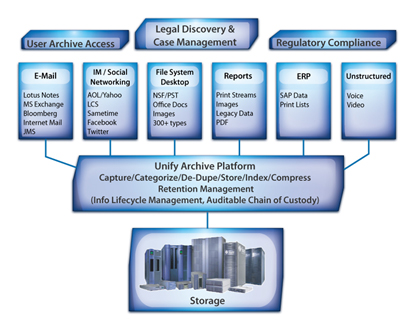 User Archive Access
Legal Discovery &
Case Management
Regulatory Compliance
E-Mail
Lotus Notes
MS Exchange
Bloomberg
Internet Mail
JMS
IM / Social
Networking
AOL/Yahoo
LCS
Sametime
Facebook
Twitter
File System
Desktop
NSF/PST
Office Docs
Images
300+ types
Reports
Print Streams
Images
Legacy Data
PDF
ERP
SAP Data
Print Lists
Unstructured
Voice
Video
Unify Archive Platform
Capture/Categorize/De-Dupe/Store/Index/Compress
Retention Management
(Info Lifecycle Management, Auditable Chain of Custody)
Storage